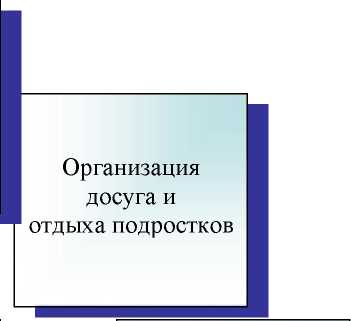 Организация
досуга и
отдыха подростков